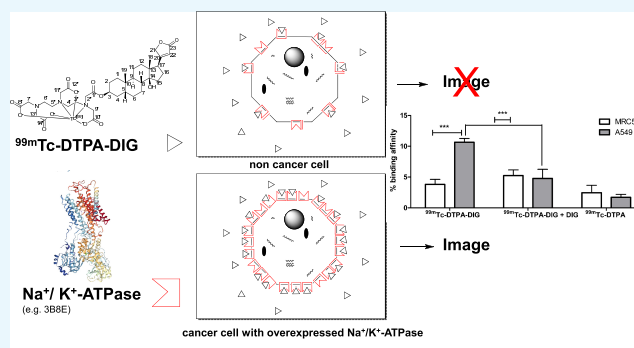 ⁹⁹ᵐTc-DTPA-DIG
Na⁺/ K⁺-ATPase
(e.g. 3B8E)
non cancer cell
cancer cell with overexpressed Na⁺/K⁺-ATPase
Image
Image
% binding affinity
15
10
5
0
***
***
MRC5
A549
⁹⁹ᵐTc-DTPA-DIG
⁹⁹ᵐTc-DTPA-DIG + DIG
⁹⁹ᵐTc-DTPA